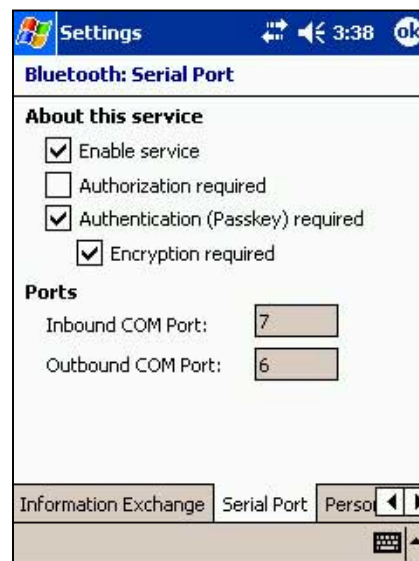 Settings 3:38 ok
Bluetooth: Serial Port
About this service
Enable service
Authorization required
Authentication (Passkey) required
Encryption required
Ports
Inbound COM Port: 7
Outbound COM Port: 6
Information Exchange Serial Port Perso